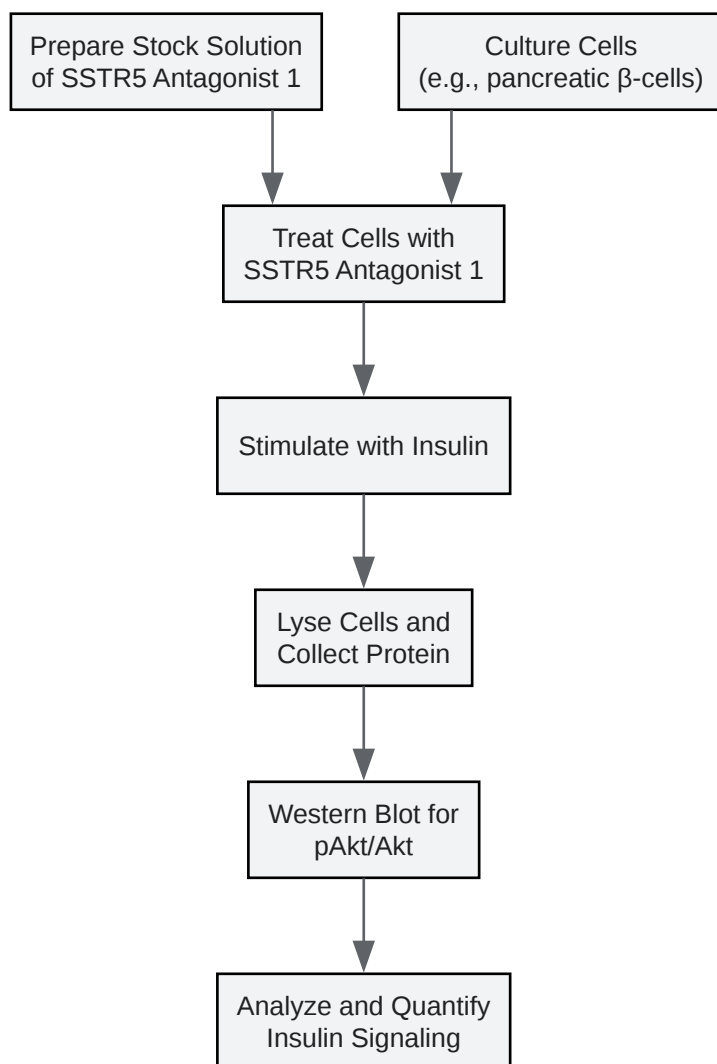 Prepare Stock Solution
of SSTR5 Antagonist 1
Culture Cells
(e.g., pancreatic β-cells)
Treat Cells with
SSTR5 Antagonist 1
Stimulate with Insulin
Lyse Cells and
Collect Protein
Western Blot for
pAkt/Akt
Analyze and Quantify
Insulin Signaling